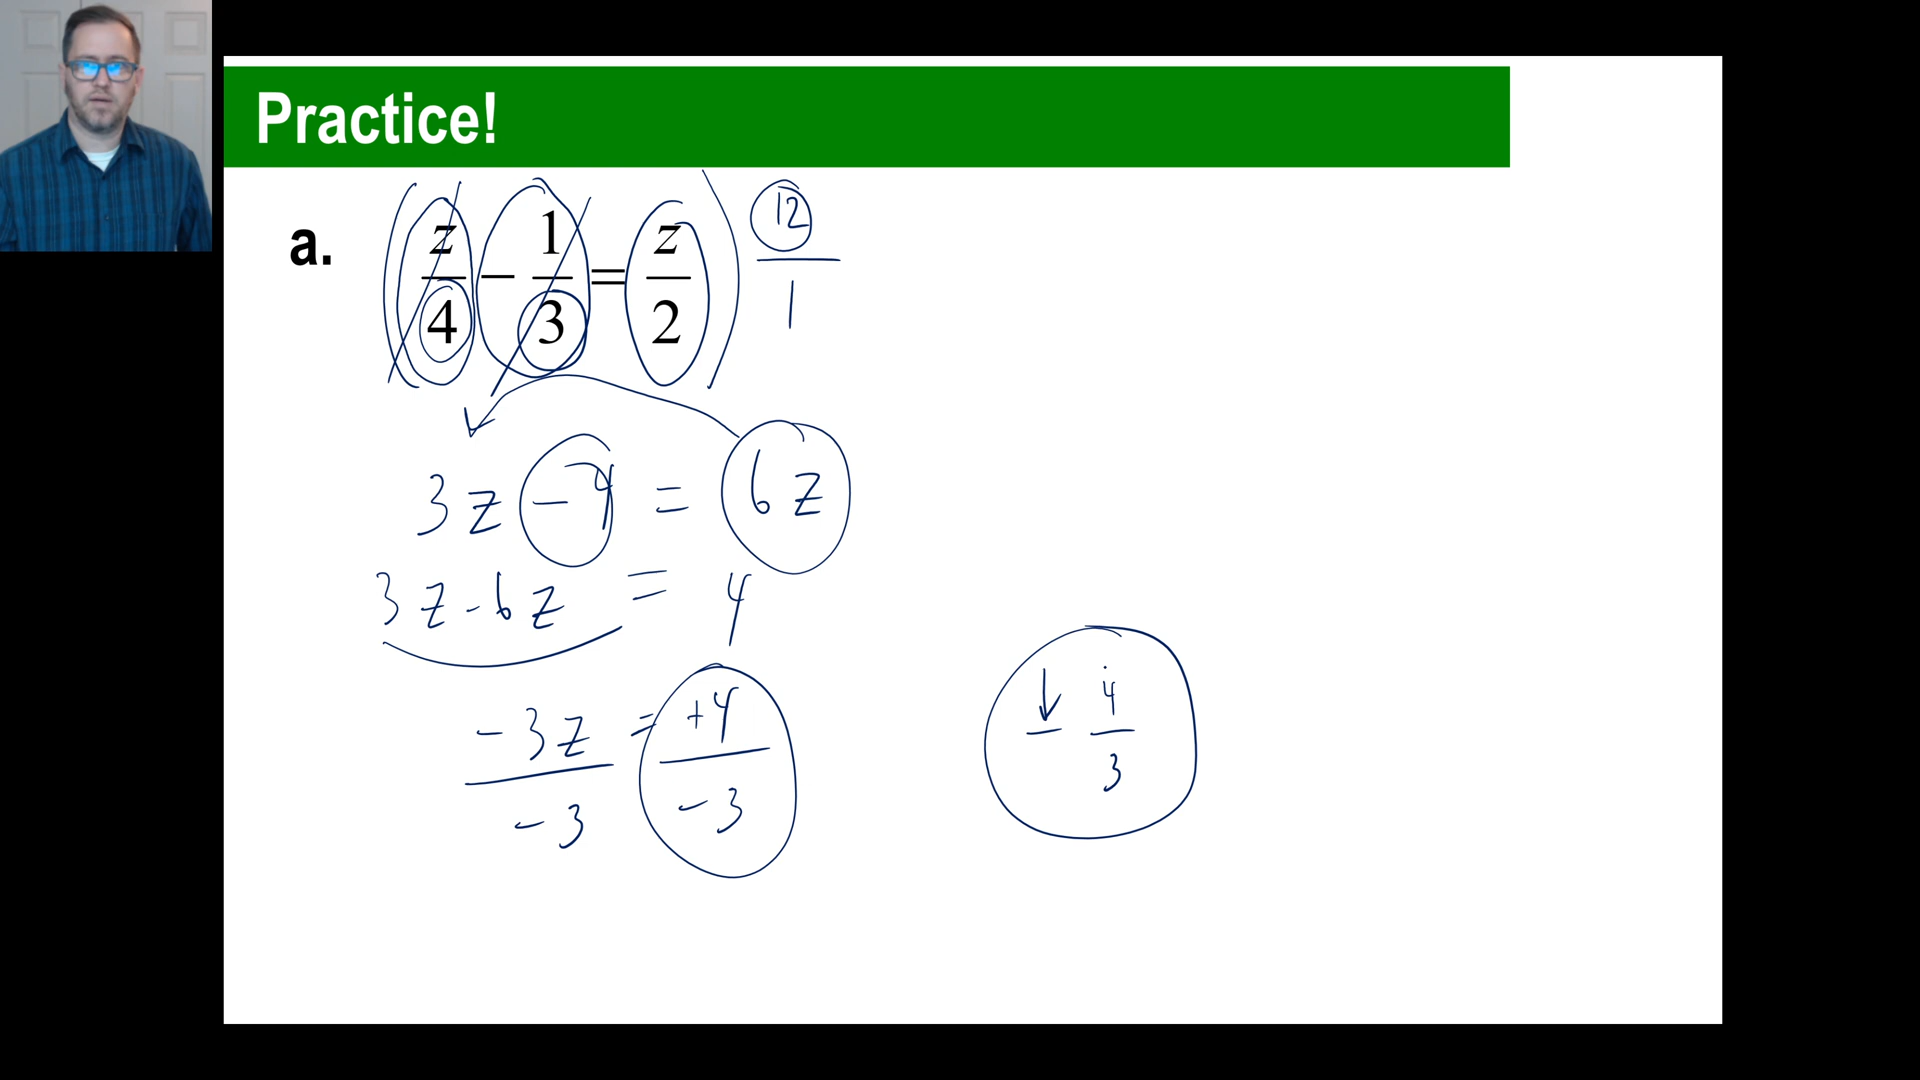 Practice!
a. z/4 − 1/3 = z/2 12/1
3z − 4 = 6z
3z - 6z = 4
-3z/-3 = +4/-3
- 4/3